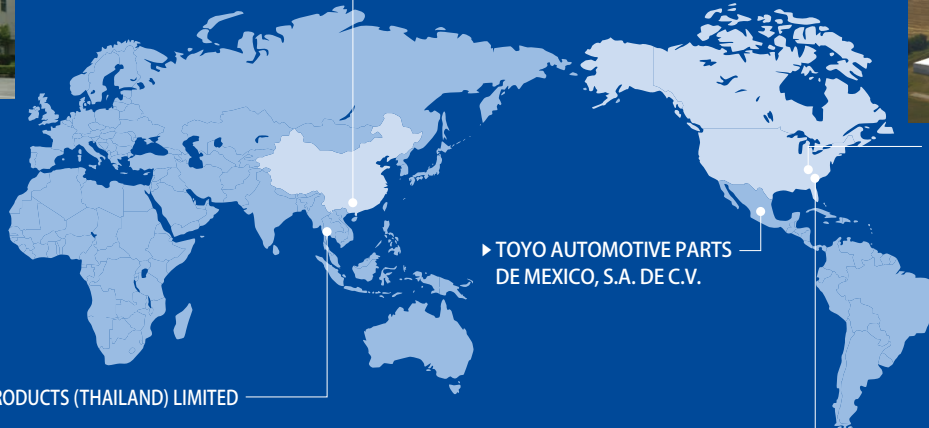 ▶ TOYO AUTOMOTIVE PARTS
DE MEXICO, S.A. DE C.V.
RODUCTS (THAILAND) LIMITED